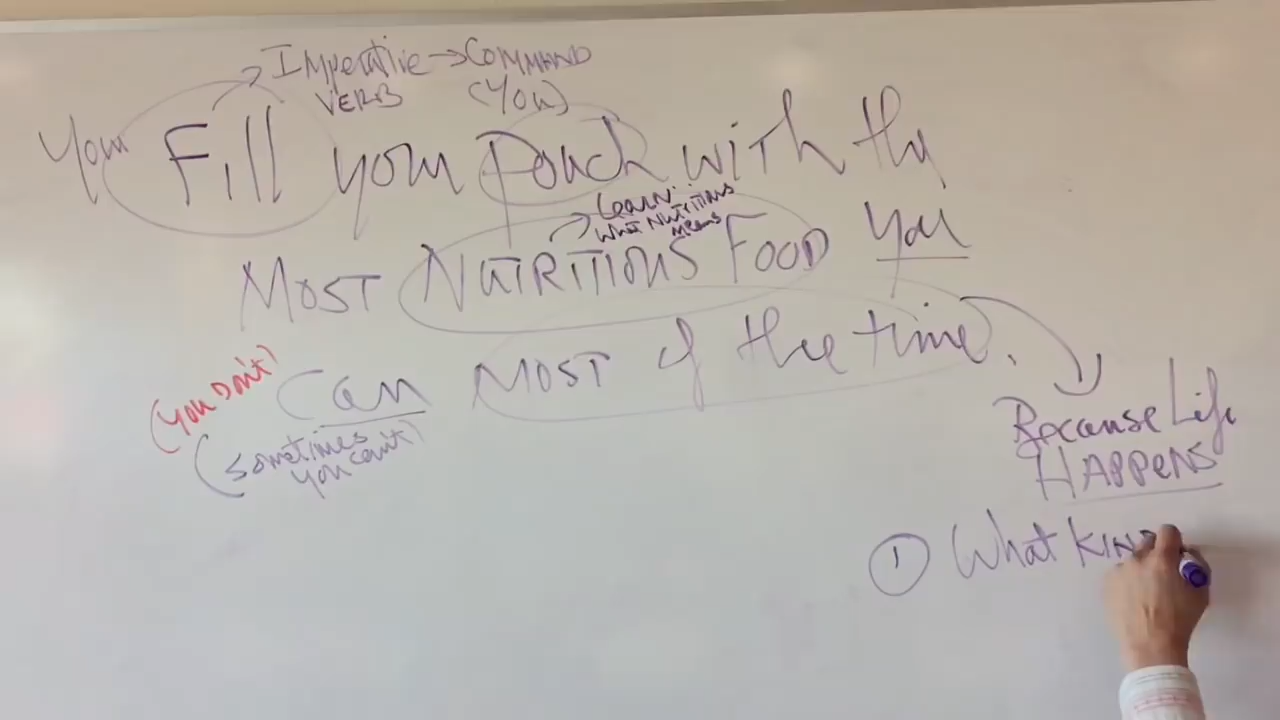 Imperative → COMMAND
VERB (YOU)
You Fill your Pouch with the
Learn
What Nutritious
means
MOST NUTRITIOUS FOOD you
can MOST of the time.
(You Don't)
(sometimes
you can't)
Because Life
HAPPENS
① What KIND